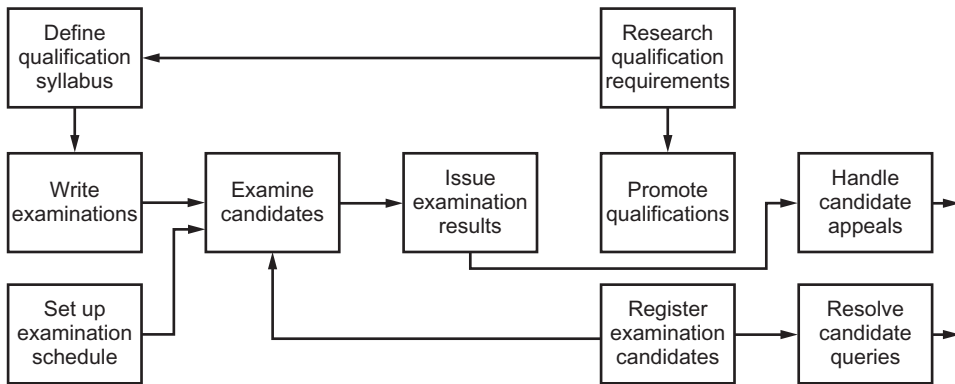 Define
qualification
syllabus
Research
qualification
requirements
Write
examinations
Examine
candidates
Issue
examination
results
Promote
qualifications
Handle
candidate
appeals
Set up
examination
schedule
Register
examination
candidates
Resolve
candidate
queries